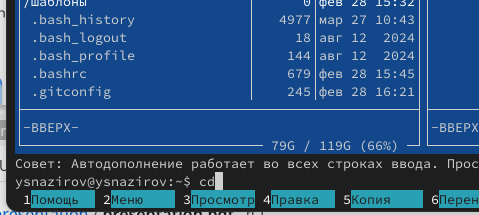 /шаблоны 0 фев 28 15:32
.bash_history 4977 мар 27 10:43
.bash_logout 18 авг 12 2024
.bash_profile 144 авг 12 2024
.bashrc 679 фев 28 15:45
.gitconfig 245 фев 28 16:21
-ВВЕРХ- -ВВЕРХ
79G / 119G (66%)
Совет: Автодополнение работает во всех строках ввода. Прос
ysnazirov@ysnazirov:~$ cd
1Помощь 2Меню 3Просмотр 4Правка 5Копия 6Перен